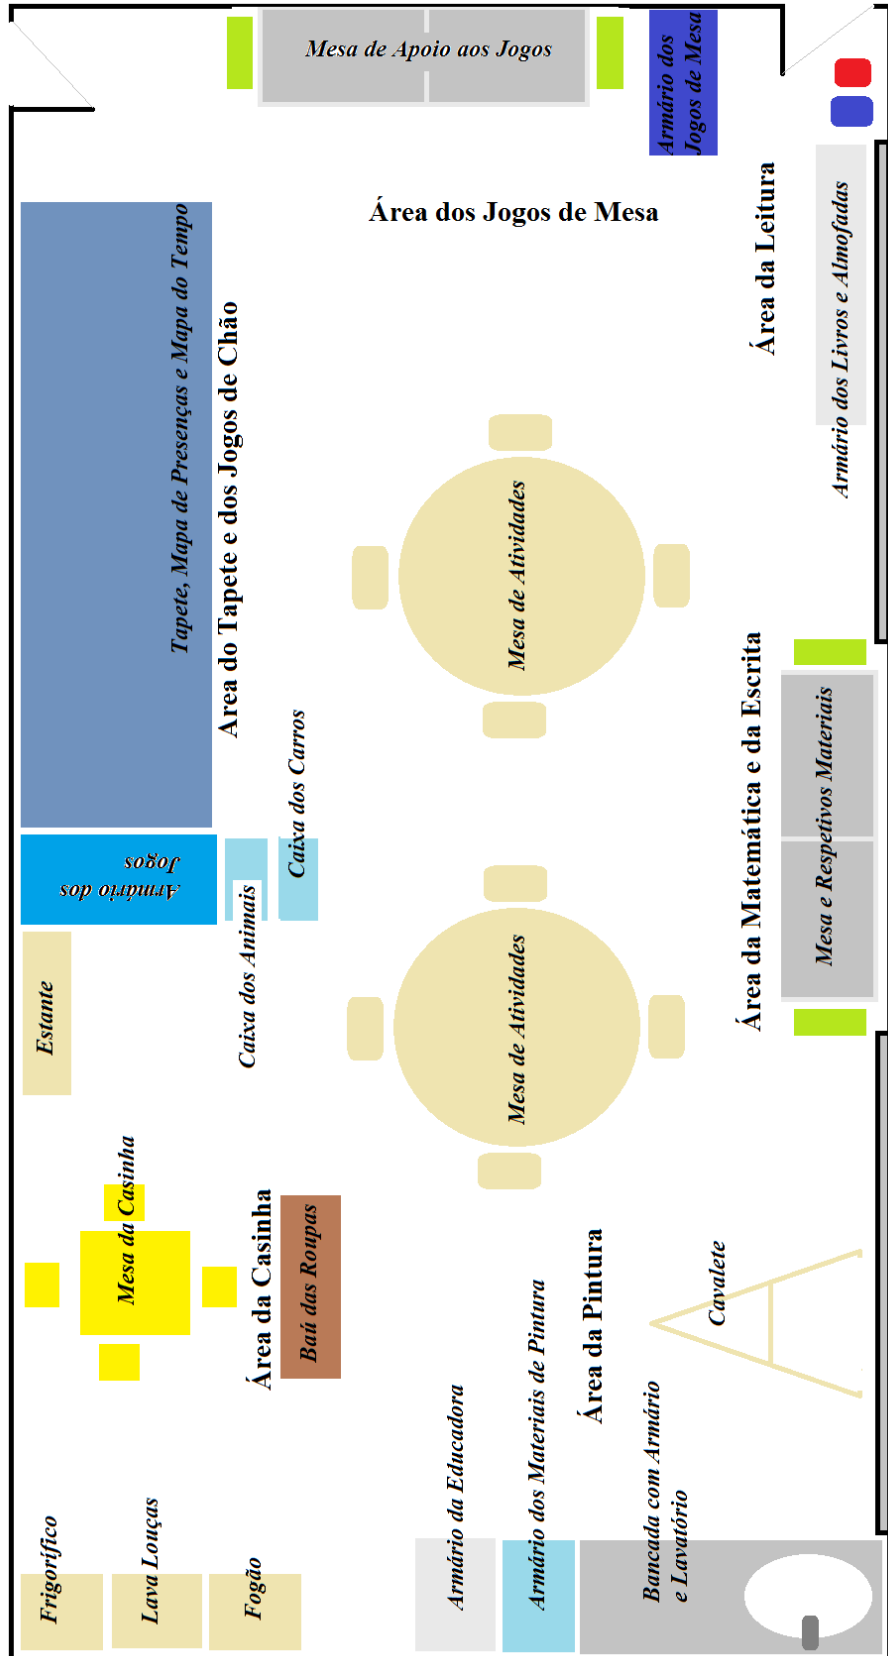 Mesa de Apoio aos Jogos
Armário dos
Jogos de Mesa
Área dos Jogos de Mesa
Área da Leitura
Armário dos Livros e Almofadas
Tapete, Mapa de Presenças e Mapa do Tempo
Área do Tapete e dos Jogos de Chão
Mesa de Atividades
Área da Matemática e da Escrita
Mesa e Respetivos Materiais
Caixa dos Carros
Armário dos
Jogos
Caixa dos Animais
Estante
Mesa de Atividades
Mesa da Casinha
Área da Casinha
Baú das Roupas
Área da Pintura
Cavalete
Armário da Educadora
Armário dos Materiais de Pintura
Bancada com Armário
e Lavatório
Frigorífico
Lava Louças
Fogão